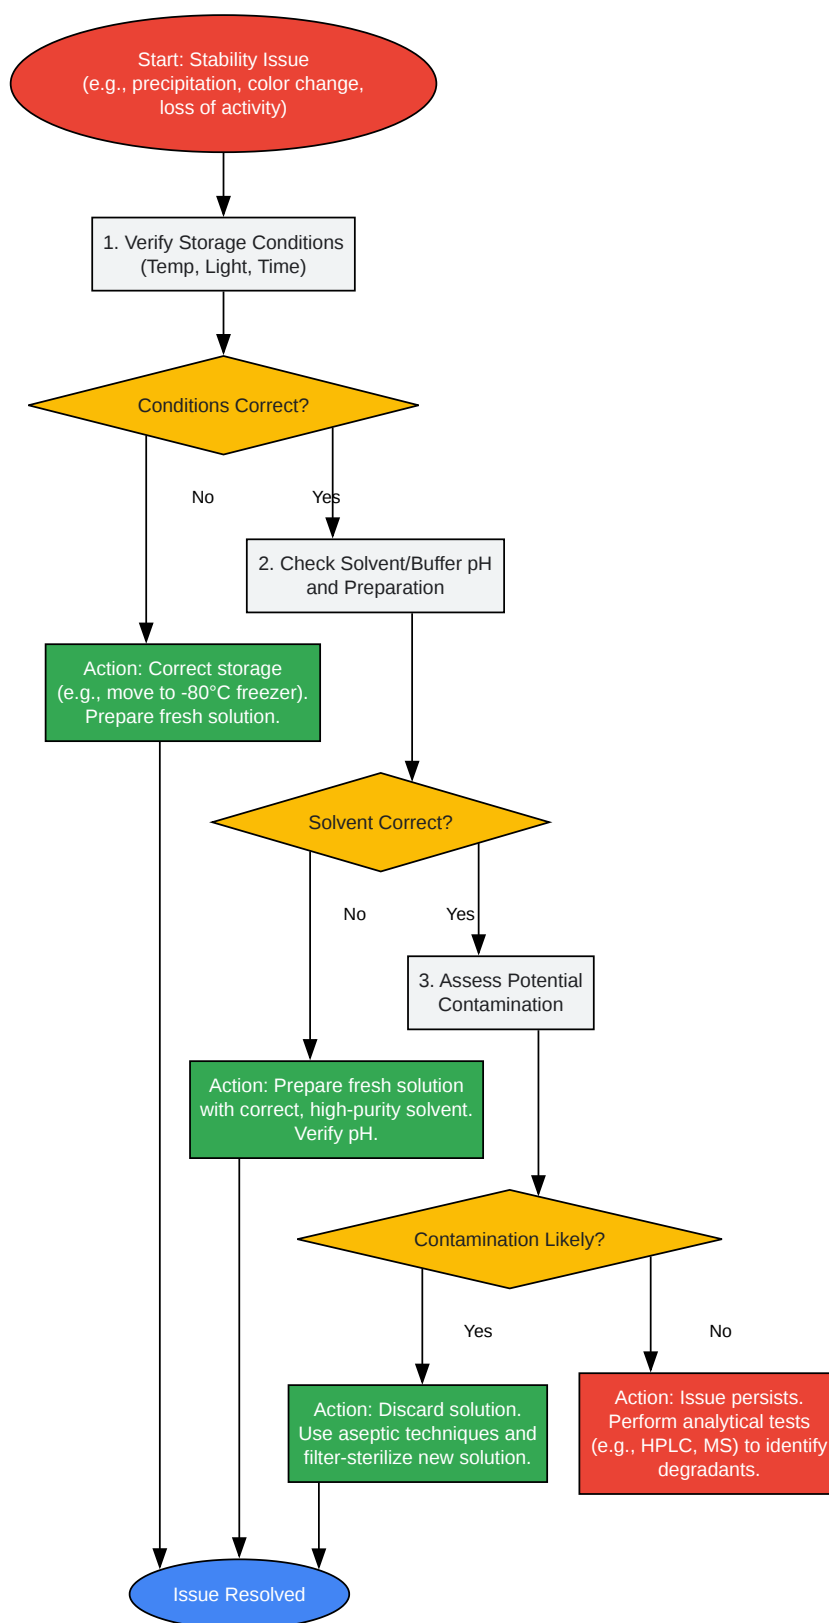 Start: Stability Issue
(e.g., precipitation, color change,
loss of activity)
1. Verify Storage Conditions
(Temp, Light, Time)
Conditions Correct?
No
Yes
2. Check Solvent/Buffer pH
and Preparation
Action: Correct storage
(e.g., move to -80°C freezer).
Prepare fresh solution.
Solvent Correct?
No
Yes
3. Assess Potential
Contamination
Action: Prepare fresh solution
with correct, high-purity solvent.
Verify pH.
Contamination Likely?
Yes
No
Action: Discard solution.
Use aseptic techniques and
filter-sterilize new solution.
Action: Issue persists.
Perform analytical tests
(e.g., HPLC, MS) to identify
degradants.
Issue Resolved